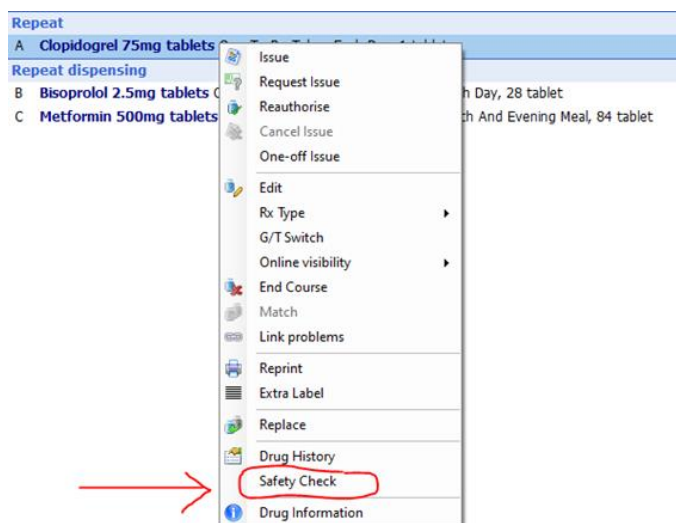 Repeat
A Clopidogrel 75mg tablets
Repeat dispensing
B Bisoprolol 2.5mg tablets h Day, 28 tablet
C Metformin 500mg tablets ch And Evening Meal, 84 tablet
Issue
Request Issue
Reauthorise
Cancel Issue
One-off Issue
Edit
Rx Type
G/T Switch
Online visibility
End Course
Match
Link problems
Reprint
Extra Label
Replace
Drug History
Safety Check
Drug Information